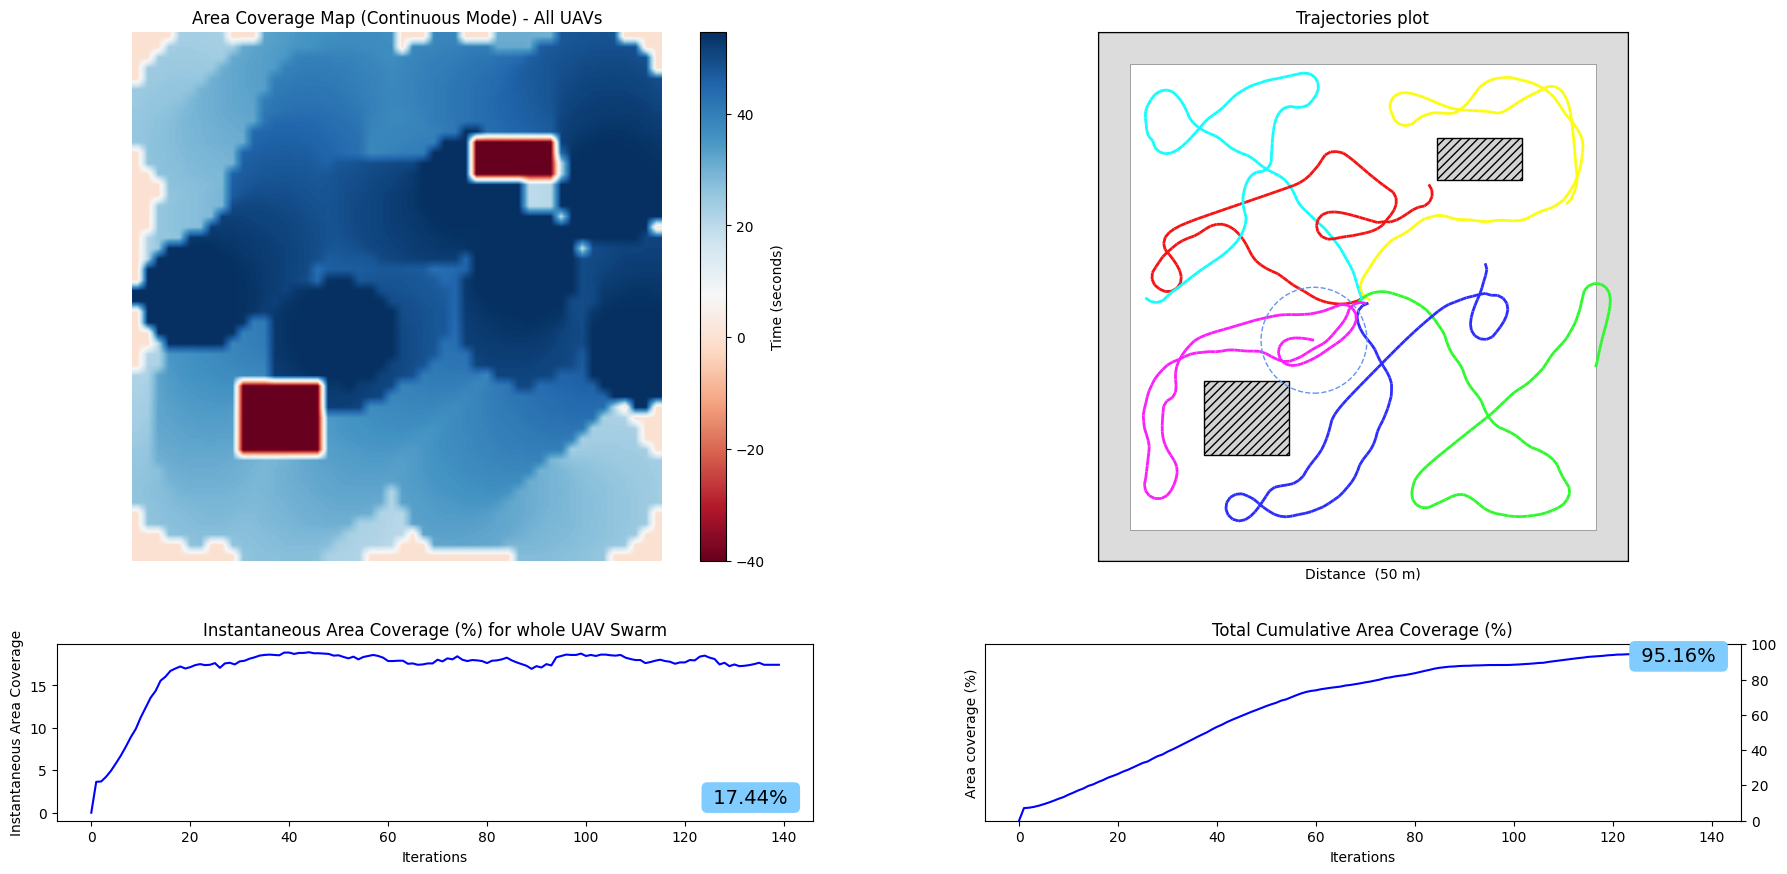 Area Coverage Map (Continuous Mode) - All UAVs
40
20
0
−20
−40
Time (seconds)
Trajectories plot
Distance  (50 m)
Instantaneous Area Coverage (%) for whole UAV Swarm
Instantaneous Area Coverage
15
10
5
0
17.44%
0 20 40 60 80 100 120 140
Iterations
Total Cumulative Area Coverage (%)
Area coverage (%)
95.16%
100
80
60
40
20
0
0 20 40 60 80 100 120 140
Iterations